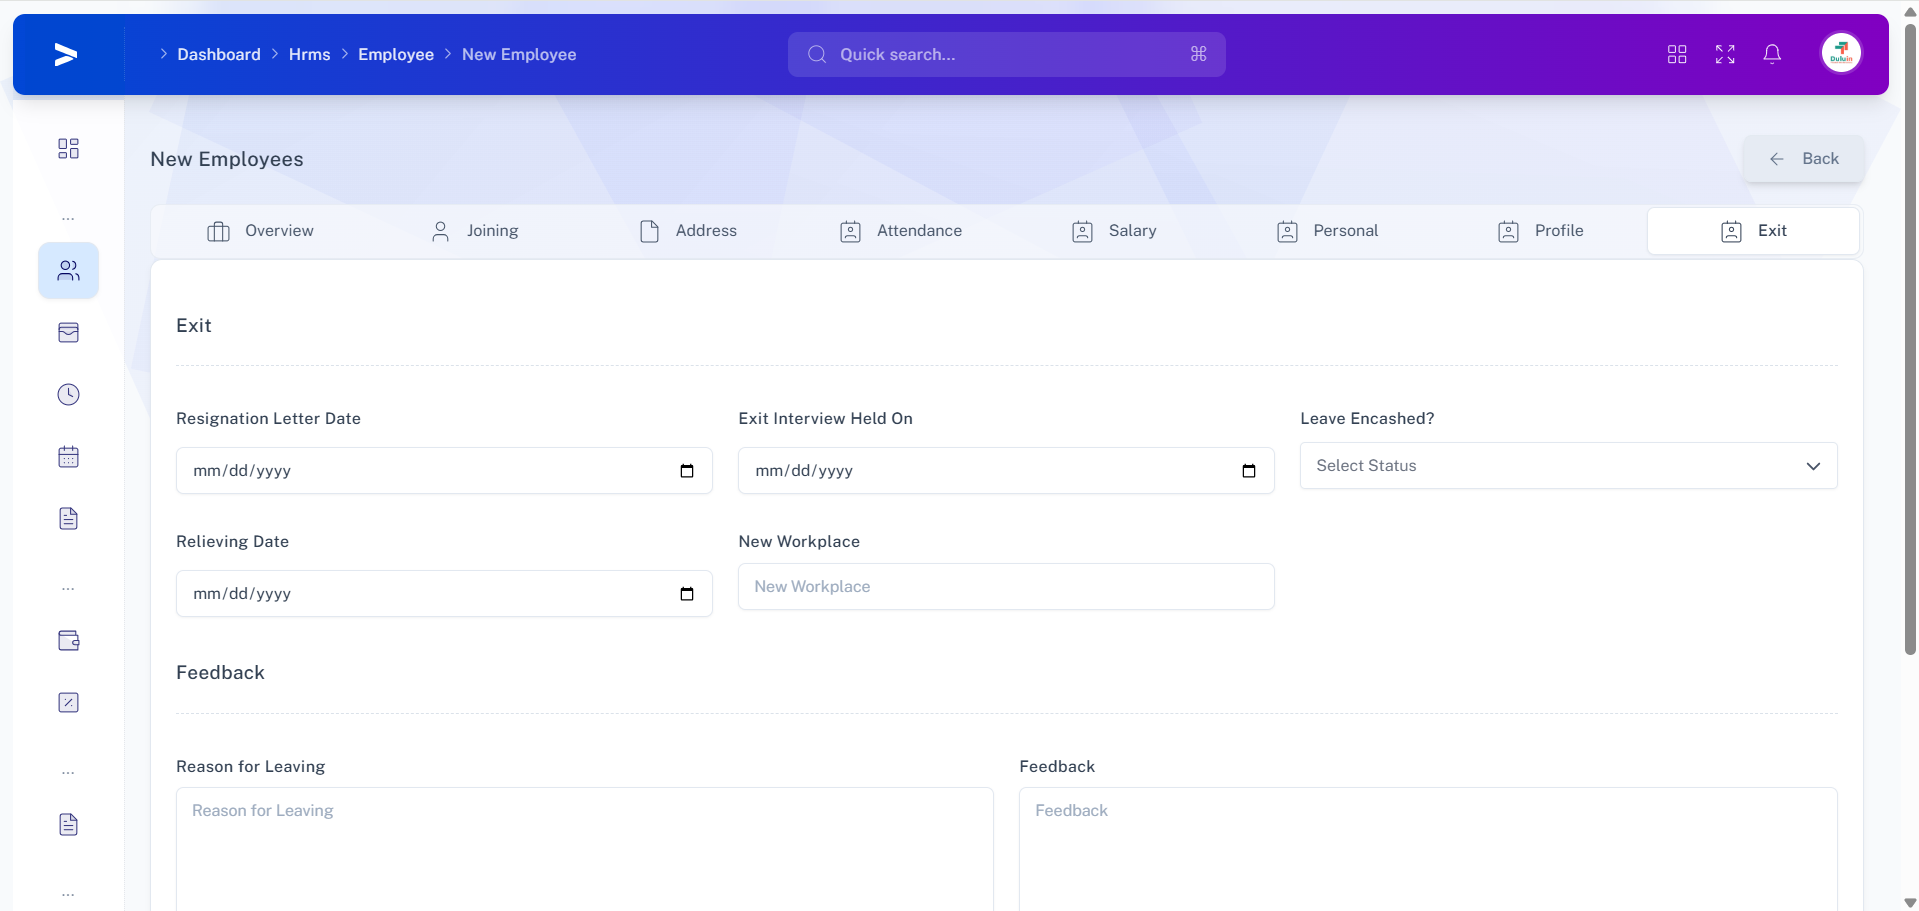 Dashboard Hrms Employee New Employee
Quick search...
⌘
Duluin
New Employees
Back
Overview
Joining
Address
Attendance
Salary
Personal
Profile
Exit
...
...
...
...
Exit
Resignation Letter Date
Exit Interview Held On
Leave Encashed?
mm/dd/yyyy
mm/dd/yyyy
Select Status
Relieving Date
New Workplace
mm/dd/yyyy
New Workplace
Feedback
Reason for Leaving
Feedback
Reason for Leaving
Feedback